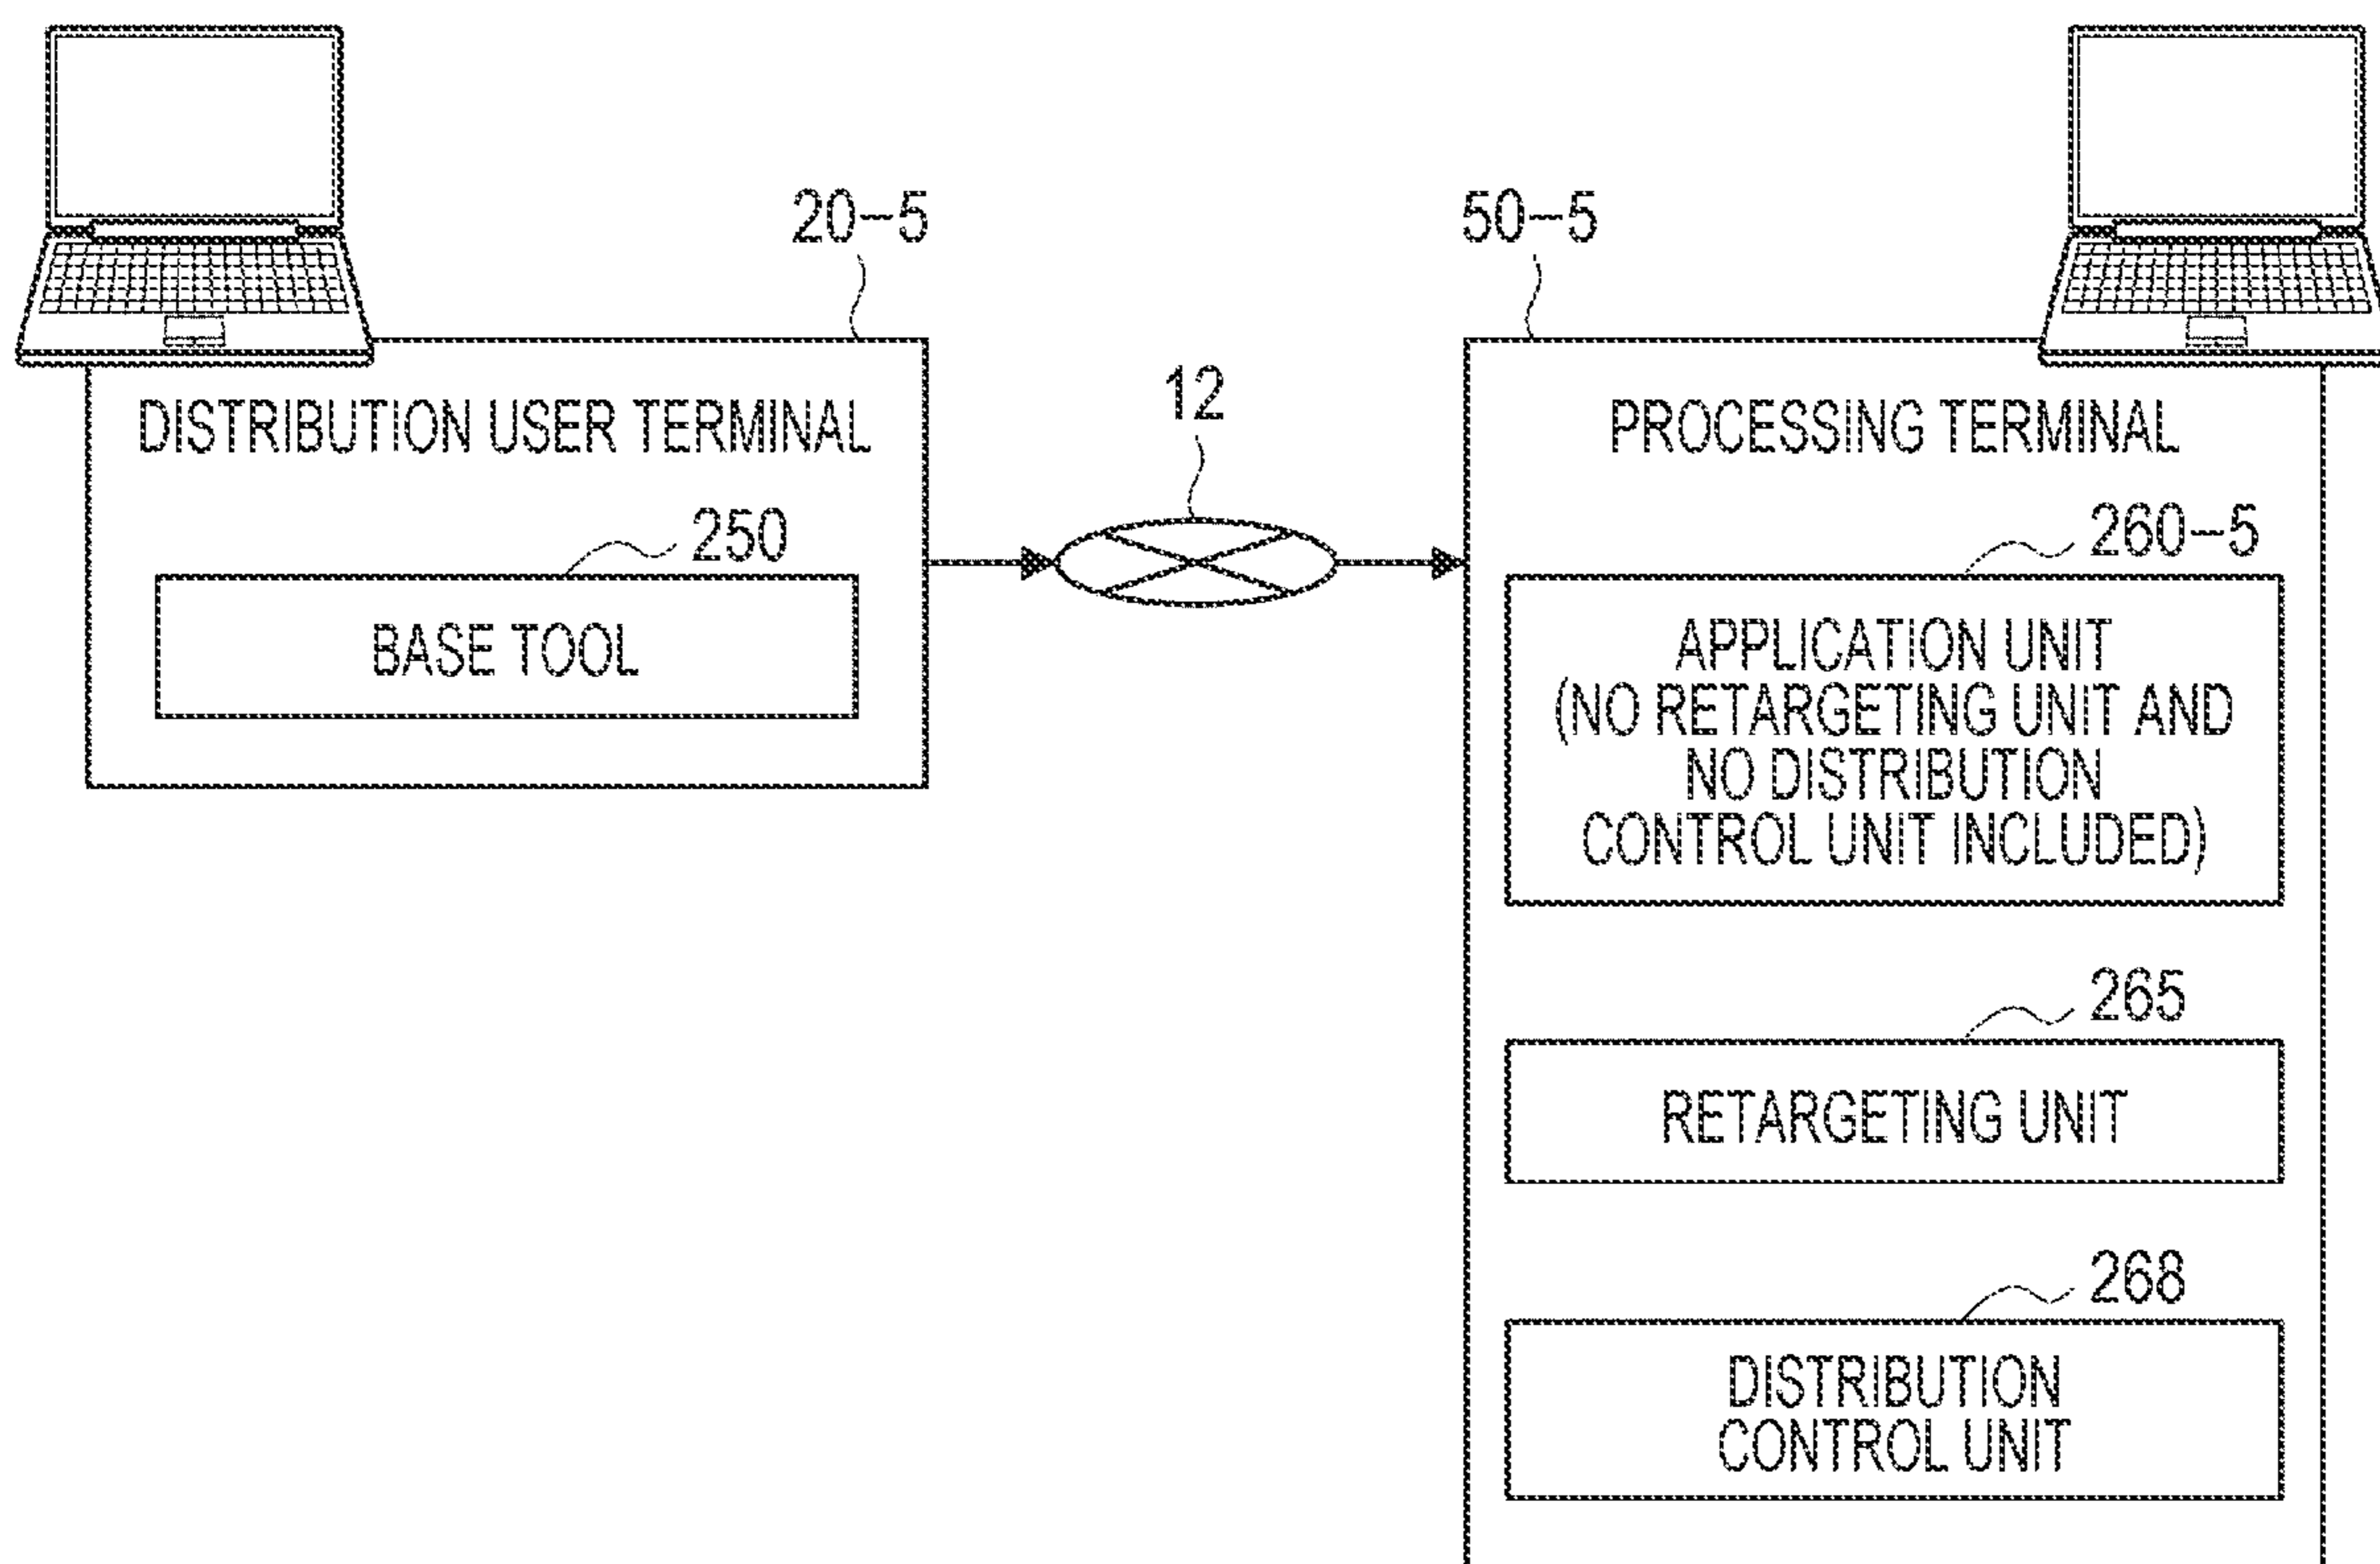 20-5
DISTRIBUTION USER TERMINAL
250
BASE TOOL
12
50-5
PROCESSING TERMINAL
260-5
APPLICATION UNIT
(NO RETARGETING UNIT AND
NO DISTRIBUTION
CONTROL UNIT INCLUDED)
265
RETARGETING UNIT
268
DISTRIBUTION
CONTROL UNIT